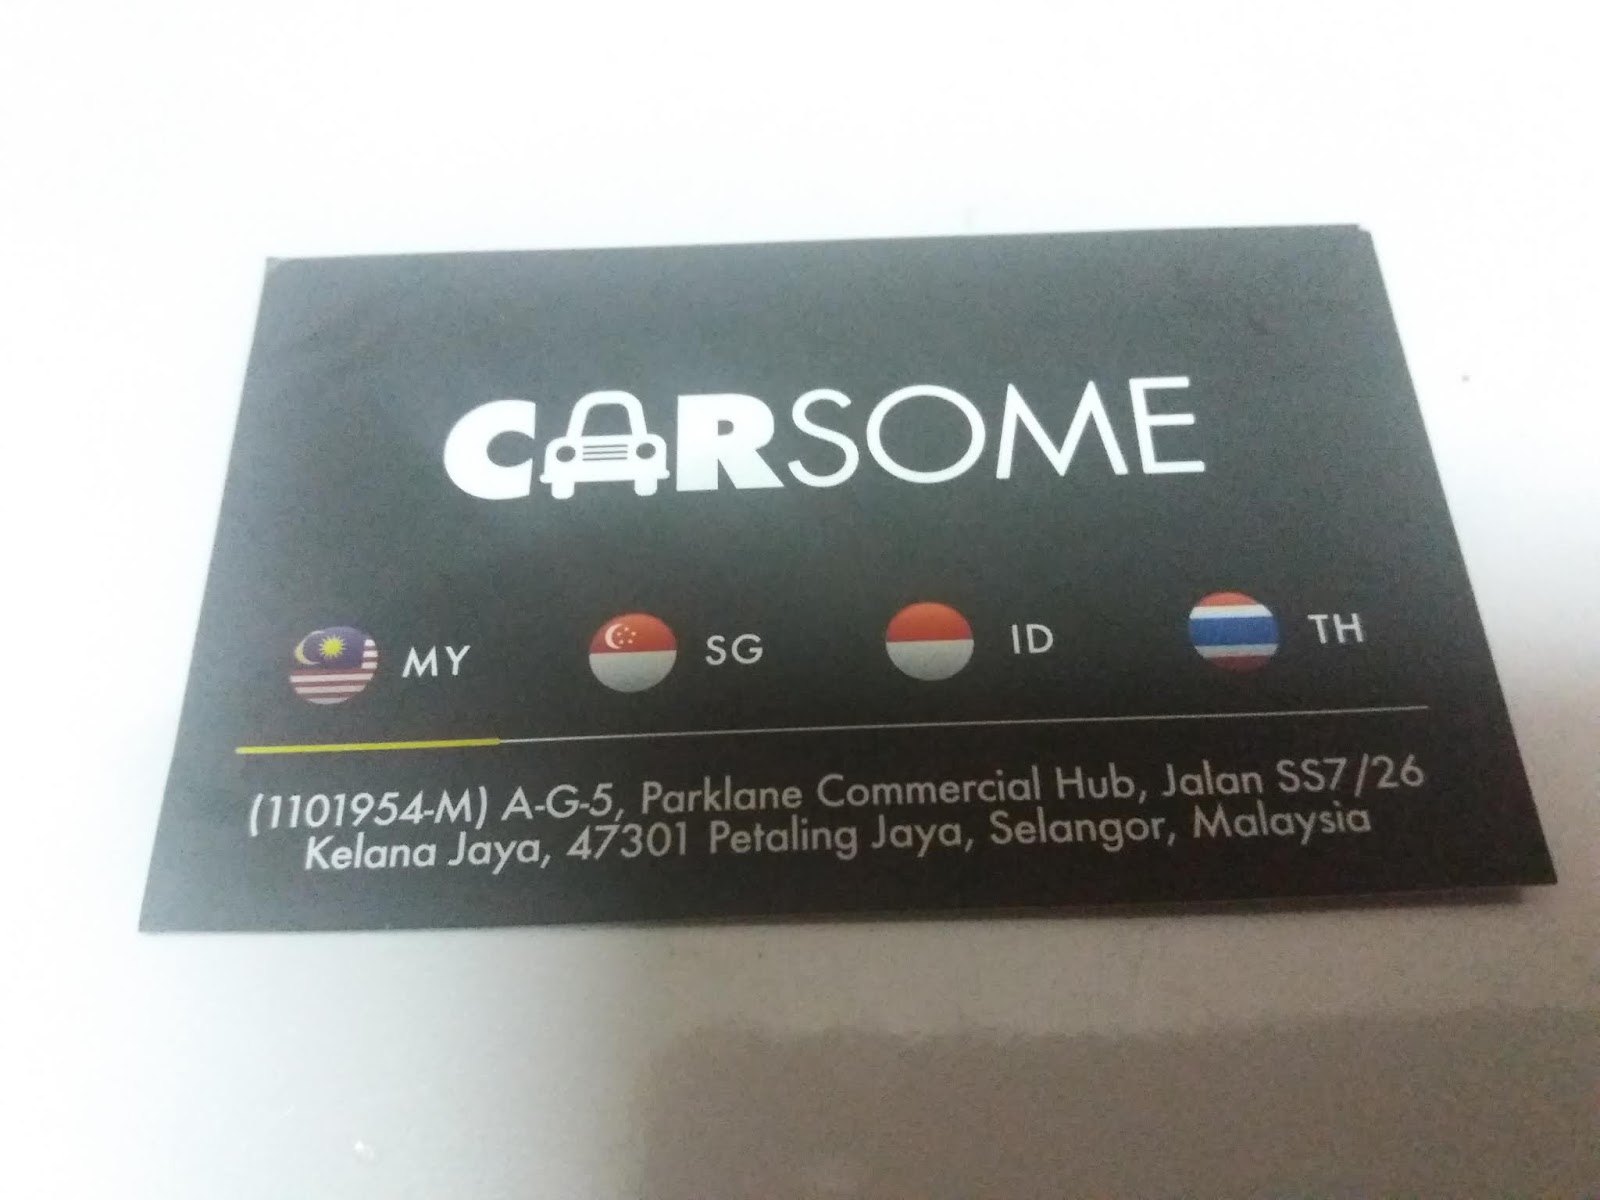 CARSOME
MY SG ID TH
(1101954-M) A-G-5, Parklane Commercial Hub, Jalan SS7/26
Kelana Jaya, 47301 Petaling Jaya, Selangor, Malaysia